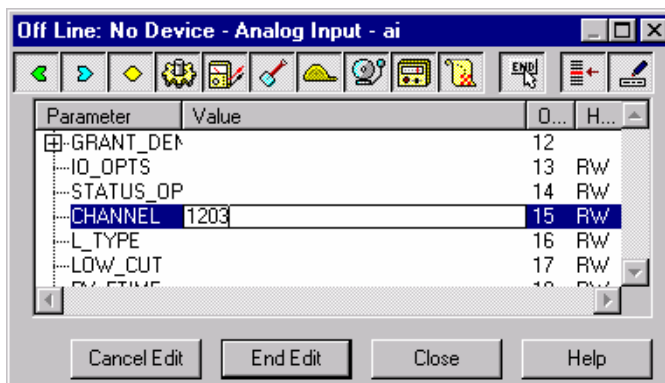 Off Line: No Device - Analog Input - ai
END
Parameter Value O... H...
GRANT_DEN 12
IO_OPTS 13 RW
STATUS_OP 14 RW
CHANNEL 1203 15 RW
L_TYPE 16 RW
LOW_CUT 17 RW
Cancel Edit End Edit Close Help